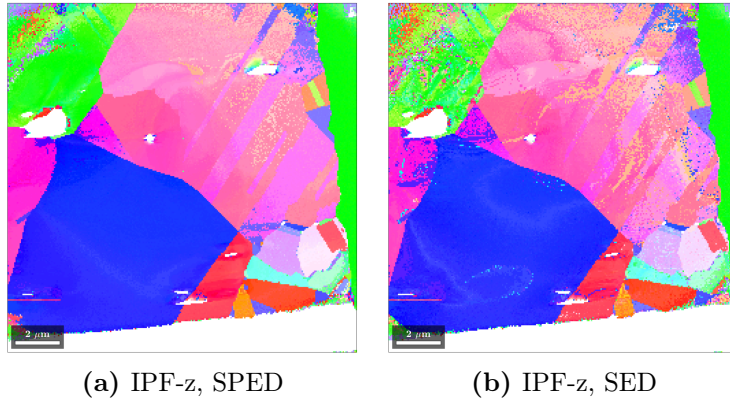 2 μm
2 μm
(a) IPF-z, SPED
(b) IPF-z, SED